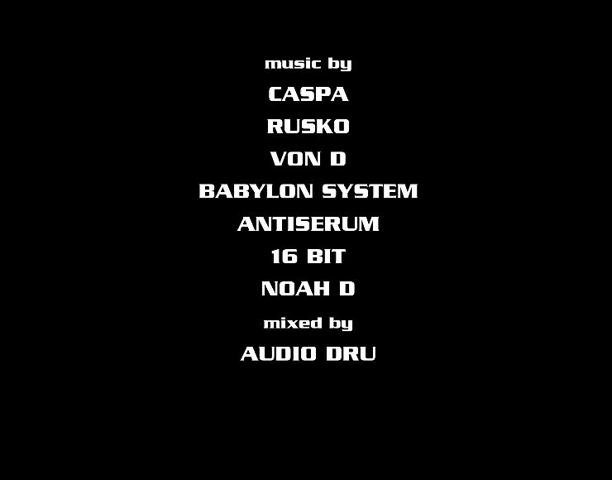 music by
CASPA
RUSKO
VON D
BABYLON SYSTEM
ANTISERUM
16 BIT
NOAH D
mixed by
AUDIO DRU